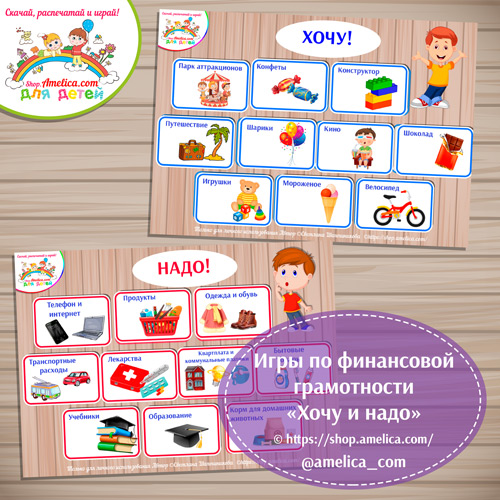 Скачай, распечатай и играй!
Shop.Amelica.com
для детей
ХОЧУ!
Парк аттракционов
Конфеты
Конструктор
Путешествие
Шарики
Кино
Шоколад
Игрушки
Мороженое
Велосипед
НАДО!
Телефон и
интернет
Продукты
Одежда и обувь
Транспортные
расходы
Лекарства
Квартплата и
коммунальные
Бытовые
Учебники
Образование
Корм для домашних
животных
Игры по финансовой
грамотности
«Хочу и надо»
© https://shop.amelica.com/
@amelica_com